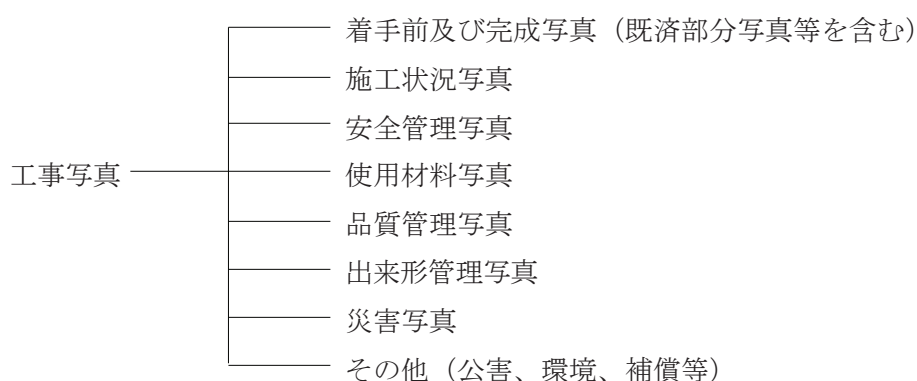 着手前及び完成写真（既済部分写真等を含む）
施工状況写真
安全管理写真
工事写真
使用材料写真
品質管理写真
出来形管理写真
災害写真
その他（公害、環境、補償等）